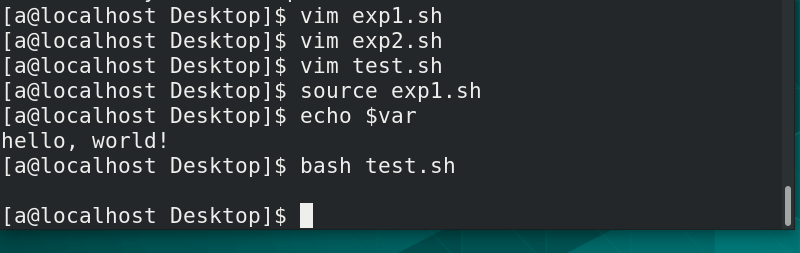 [a@localhost Desktop]$ vim exp1.sh
[a@localhost Desktop]$ vim exp2.sh
[a@localhost Desktop]$ vim test.sh
[a@localhost Desktop]$ source exp1.sh
[a@localhost Desktop]$ echo $var
hello, world!
[a@localhost Desktop]$ bash test.sh

[a@localhost Desktop]$